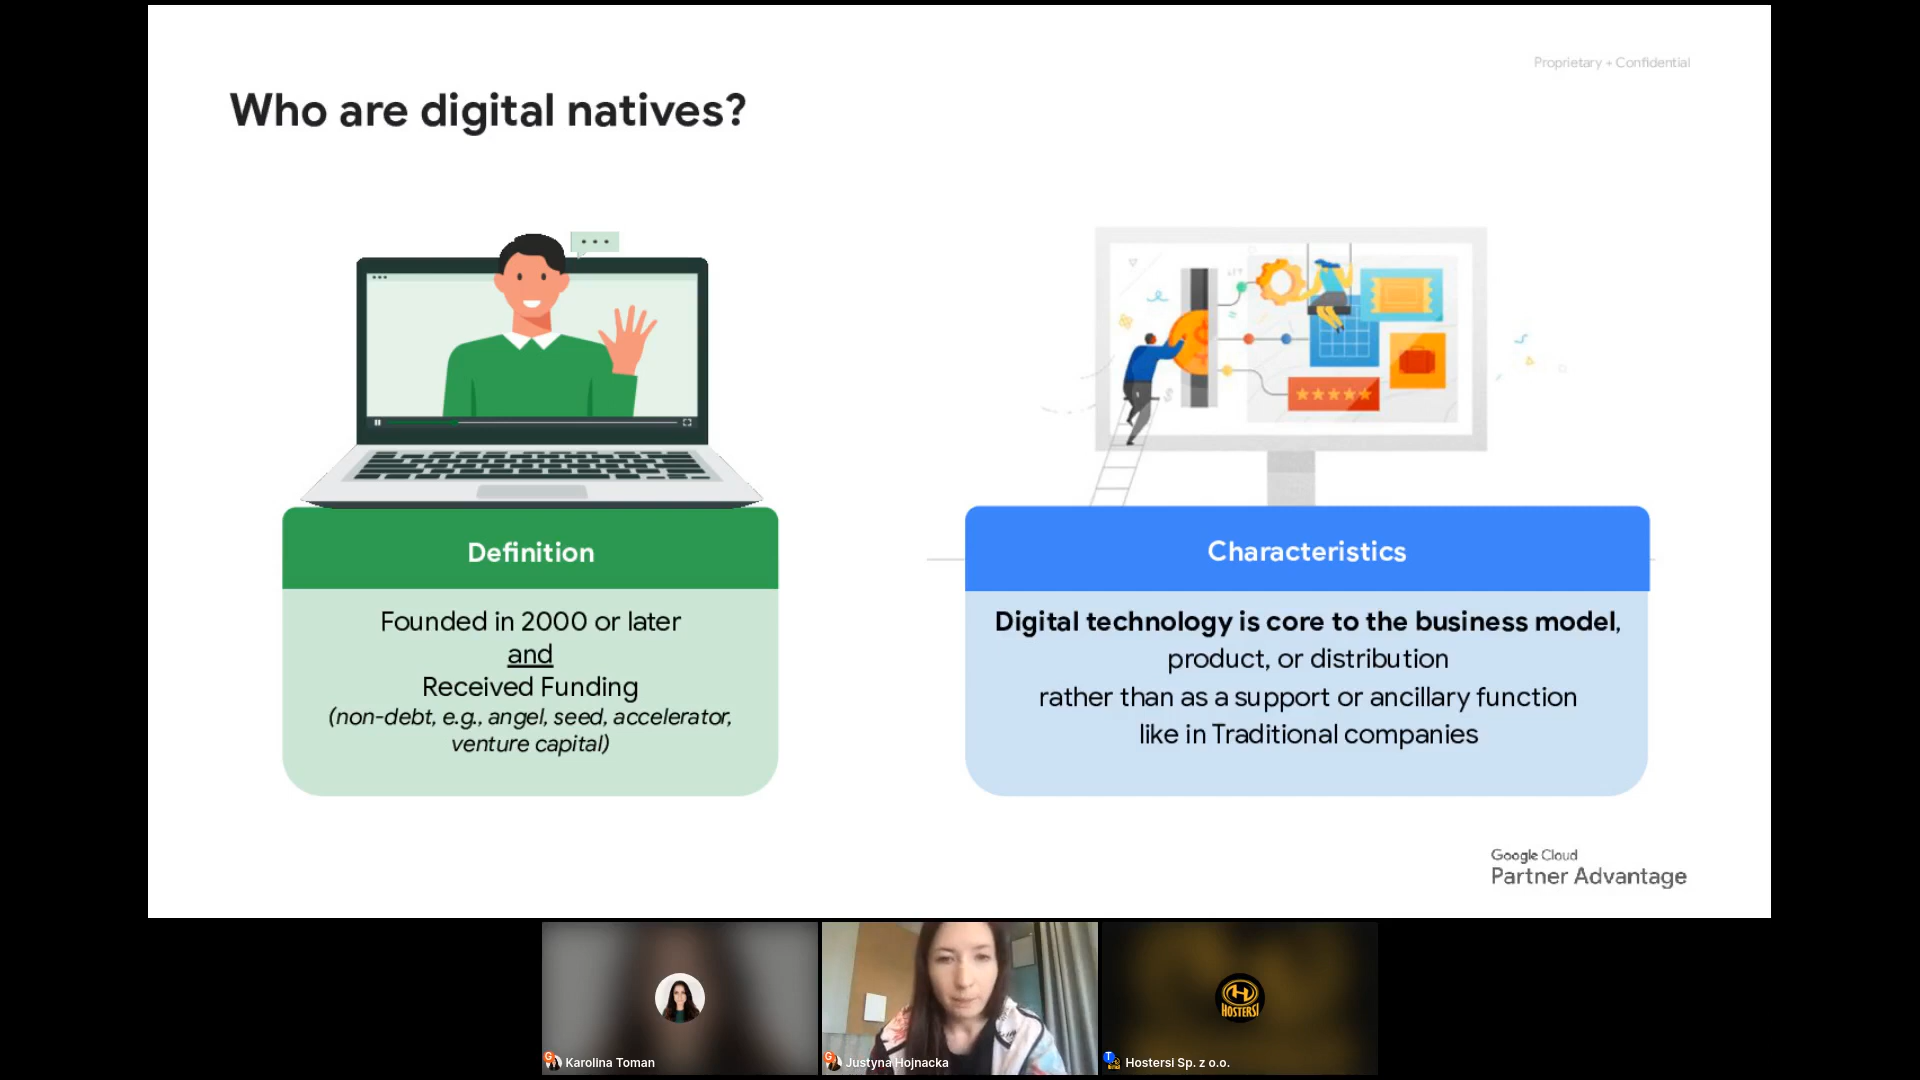 Proprietary + Confidential
Who are digital natives?
Definition
Founded in 2000 or later
and
Received Funding
(non-debt, e.g., angel, seed, accelerator,
venture capital)
Characteristics
Digital technology is core to the business model,
product, or distribution
rather than as a support or ancillary function
like in Traditional companies
Google Cloud
Partner Advantage
HOSTERSI
G
Karolina Toman
G
Justyna Hojnacka
T
Hostersi Sp. z o.o.